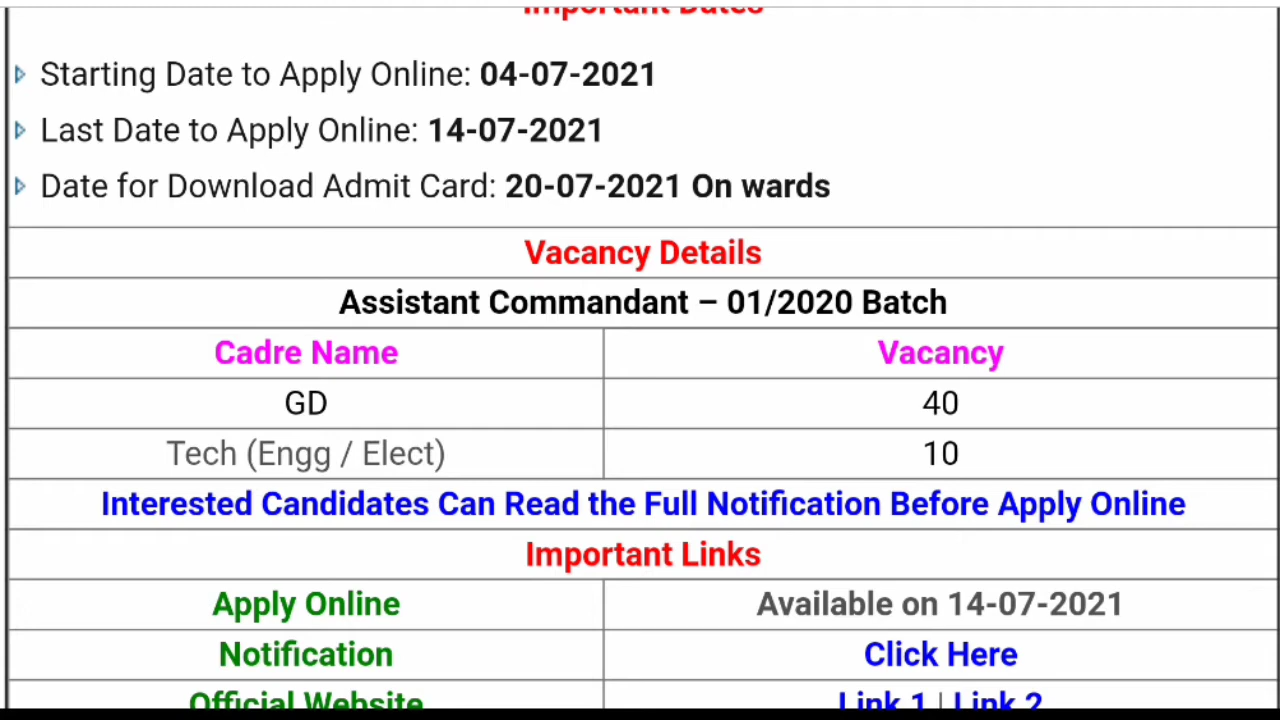 Important Dates
Starting Date to Apply Online: 04-07-2021
Last Date to Apply Online: 14-07-2021
Date for Download Admit Card: 20-07-2021 On wards
Vacancy Details
Assistant Commandant – 01/2020 Batch
Cadre Name Vacancy
GD 40
Tech (Engg / Elect) 10
Interested Candidates Can Read the Full Notification Before Apply Online
Important Links
Apply Online Available on 14-07-2021
Notification Click Here
Official Website Link 1 | Link 2